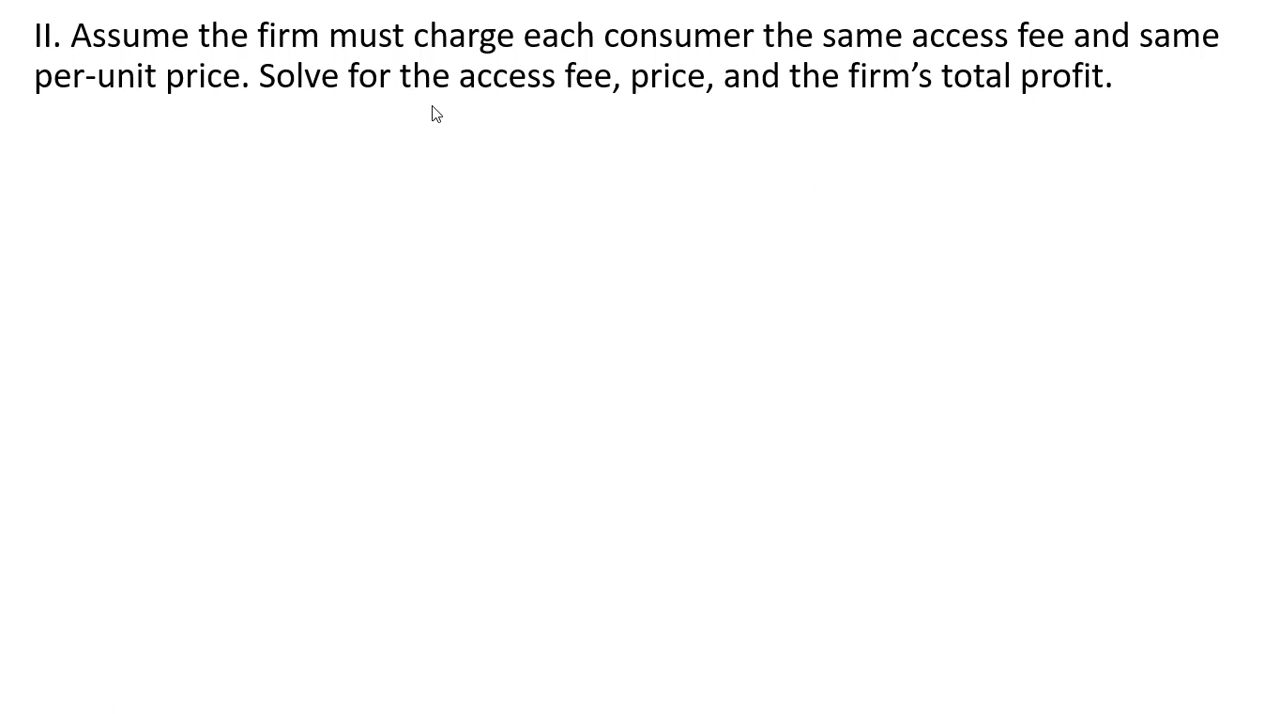 II. Assume the firm must charge each consumer the same access fee and same
per-unit price. Solve for the access fee, price, and the firm’s total profit.